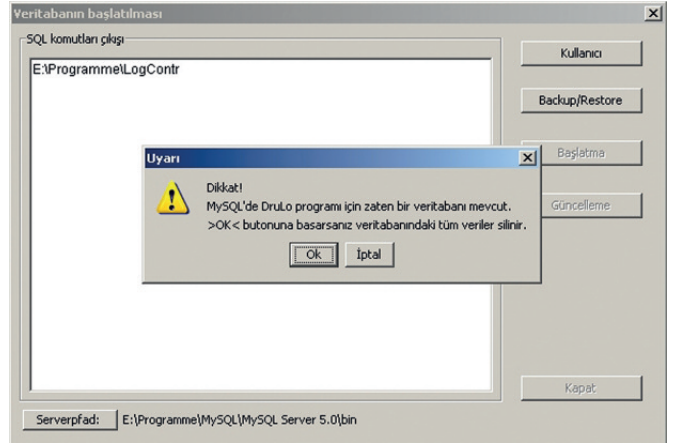 Veritabanın başlatılması
SQL komutları çıkışı
E:\Programme\LogContr
Kullanıcı
Backup/Restore
Başlatma
Güncelleme
Uyarı
Dikkat!
MySQL'de DruLo programı için zaten bir veritabanı mevcut.
>OK< butonuna basarsanız veritabanındaki tüm veriler silinir.
Ok
İptal
Kapat
Serverpfad: E:\Programme\MySQL\MySQL Server 5.0\bin